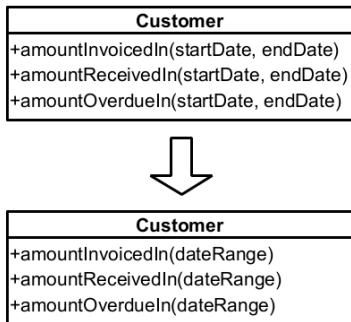 Customer
+amountInvoicedIn(startDate, endDate)
+amountReceivedIn(startDate, endDate)
+amountOverdueIn(startDate, endDate)
Customer
+amountInvoicedIn(dateRange)
+amountReceivedIn(dateRange)
+amountOverdueIn(dateRange)